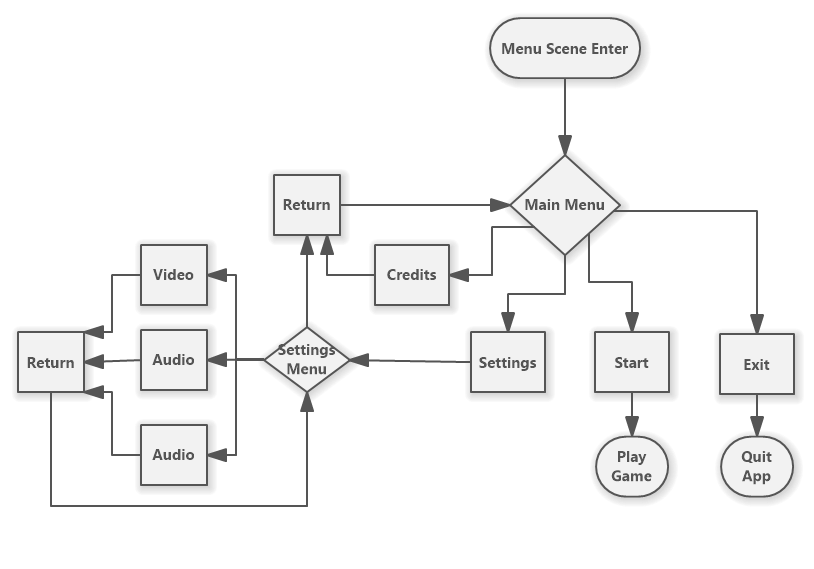 Menu Scene Enter
Main Menu
Return
Credits
Video
Settings
Menu
Settings
Start
Exit
Return
Audio
Audio
Play
Game
Quit
App